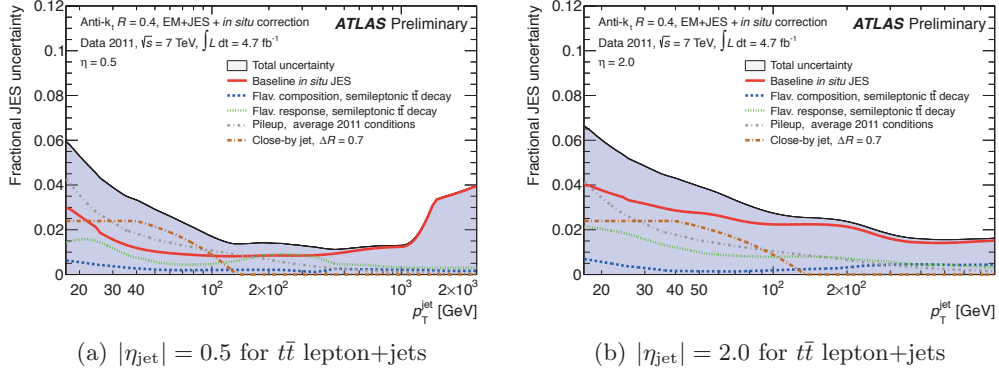 Fractional JES uncertainty
0.12
0.1
0.08
0.06
0.04
0.02
0
Anti-kₜ R = 0.4, EM+JES + in situ correction
ATLAS Preliminary
Data 2011, √s = 7 TeV, ∫L dt = 4.7 fb⁻¹
η = 0.5
Total uncertainty
Baseline in situ JES
Flav. composition, semileptonic tt̄ decay
Flav. response, semileptonic tt̄ decay
Pileup, average 2011 conditions
Close-by jet, ΔR = 0.7
20 30 40 10² 2×10² 10³ 2×10³
p_T^jet [GeV]
(a) |η_jet| = 0.5 for tt̄ lepton+jets
Fractional JES uncertainty
0.12
0.1
0.08
0.06
0.04
0.02
0
Anti-kₜ R = 0.4, EM+JES + in situ correction
ATLAS Preliminary
Data 2011, √s = 7 TeV, ∫L dt = 4.7 fb⁻¹
η = 2.0
Total uncertainty
Baseline in situ JES
Flav. composition, semileptonic tt̄ decay
Flav. response, semileptonic tt̄ decay
Pileup, average 2011 conditions
Close-by jet, ΔR = 0.7
20 30 40 50 10² 2×10²
p_T^jet [GeV]
(b) |η_jet| = 2.0 for tt̄ lepton+jets